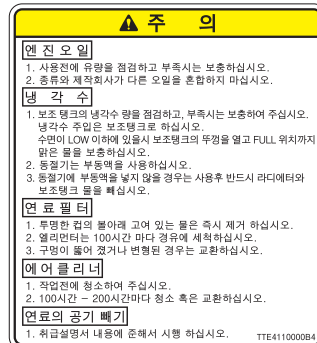 주 의
엔진오일
1. 사용전에 유량을 점검하고 부족시는 보충하십시오.
2. 종류와 제작회사가 다른 오일을 혼합하지 마십시오.
냉 각 수
1. 보조 탱크의 냉각수 량을 점검하고, 부족시는 보충하여 주십시오.
냉각수 주입은 보조탱크로 하십시오.
수면이 LOW 이하에 있을시 보조탱크의 뚜껑을 열고 FULL 위치까지
맑은 물을 보충하십시오.
2. 동절기는 부동액을 사용하십시오.
3. 동절기에 부동액을 넣지 않을 경우는 사용후 반드시 라디에터와
보조탱크 물을 빼십시오.
연료필터
1. 투명한 컵의 볼아래 고여 있는 물은 즉시 제거 하십시오.
2. 엘리먼터는 100시간 마다 경유에 세척하십시오.
3. 구멍이 뚫어 졌거나 변형된 경우는 교환하십시오.
에어클리너
1. 작업전에 청소하여 주십시오.
2. 100시간 - 200시간마다 청소 혹은 교환하십시오.
연료의 공기 빼기
1. 취급설명서 내용에 준해서 시행 하십시오.
TTE4110000B4